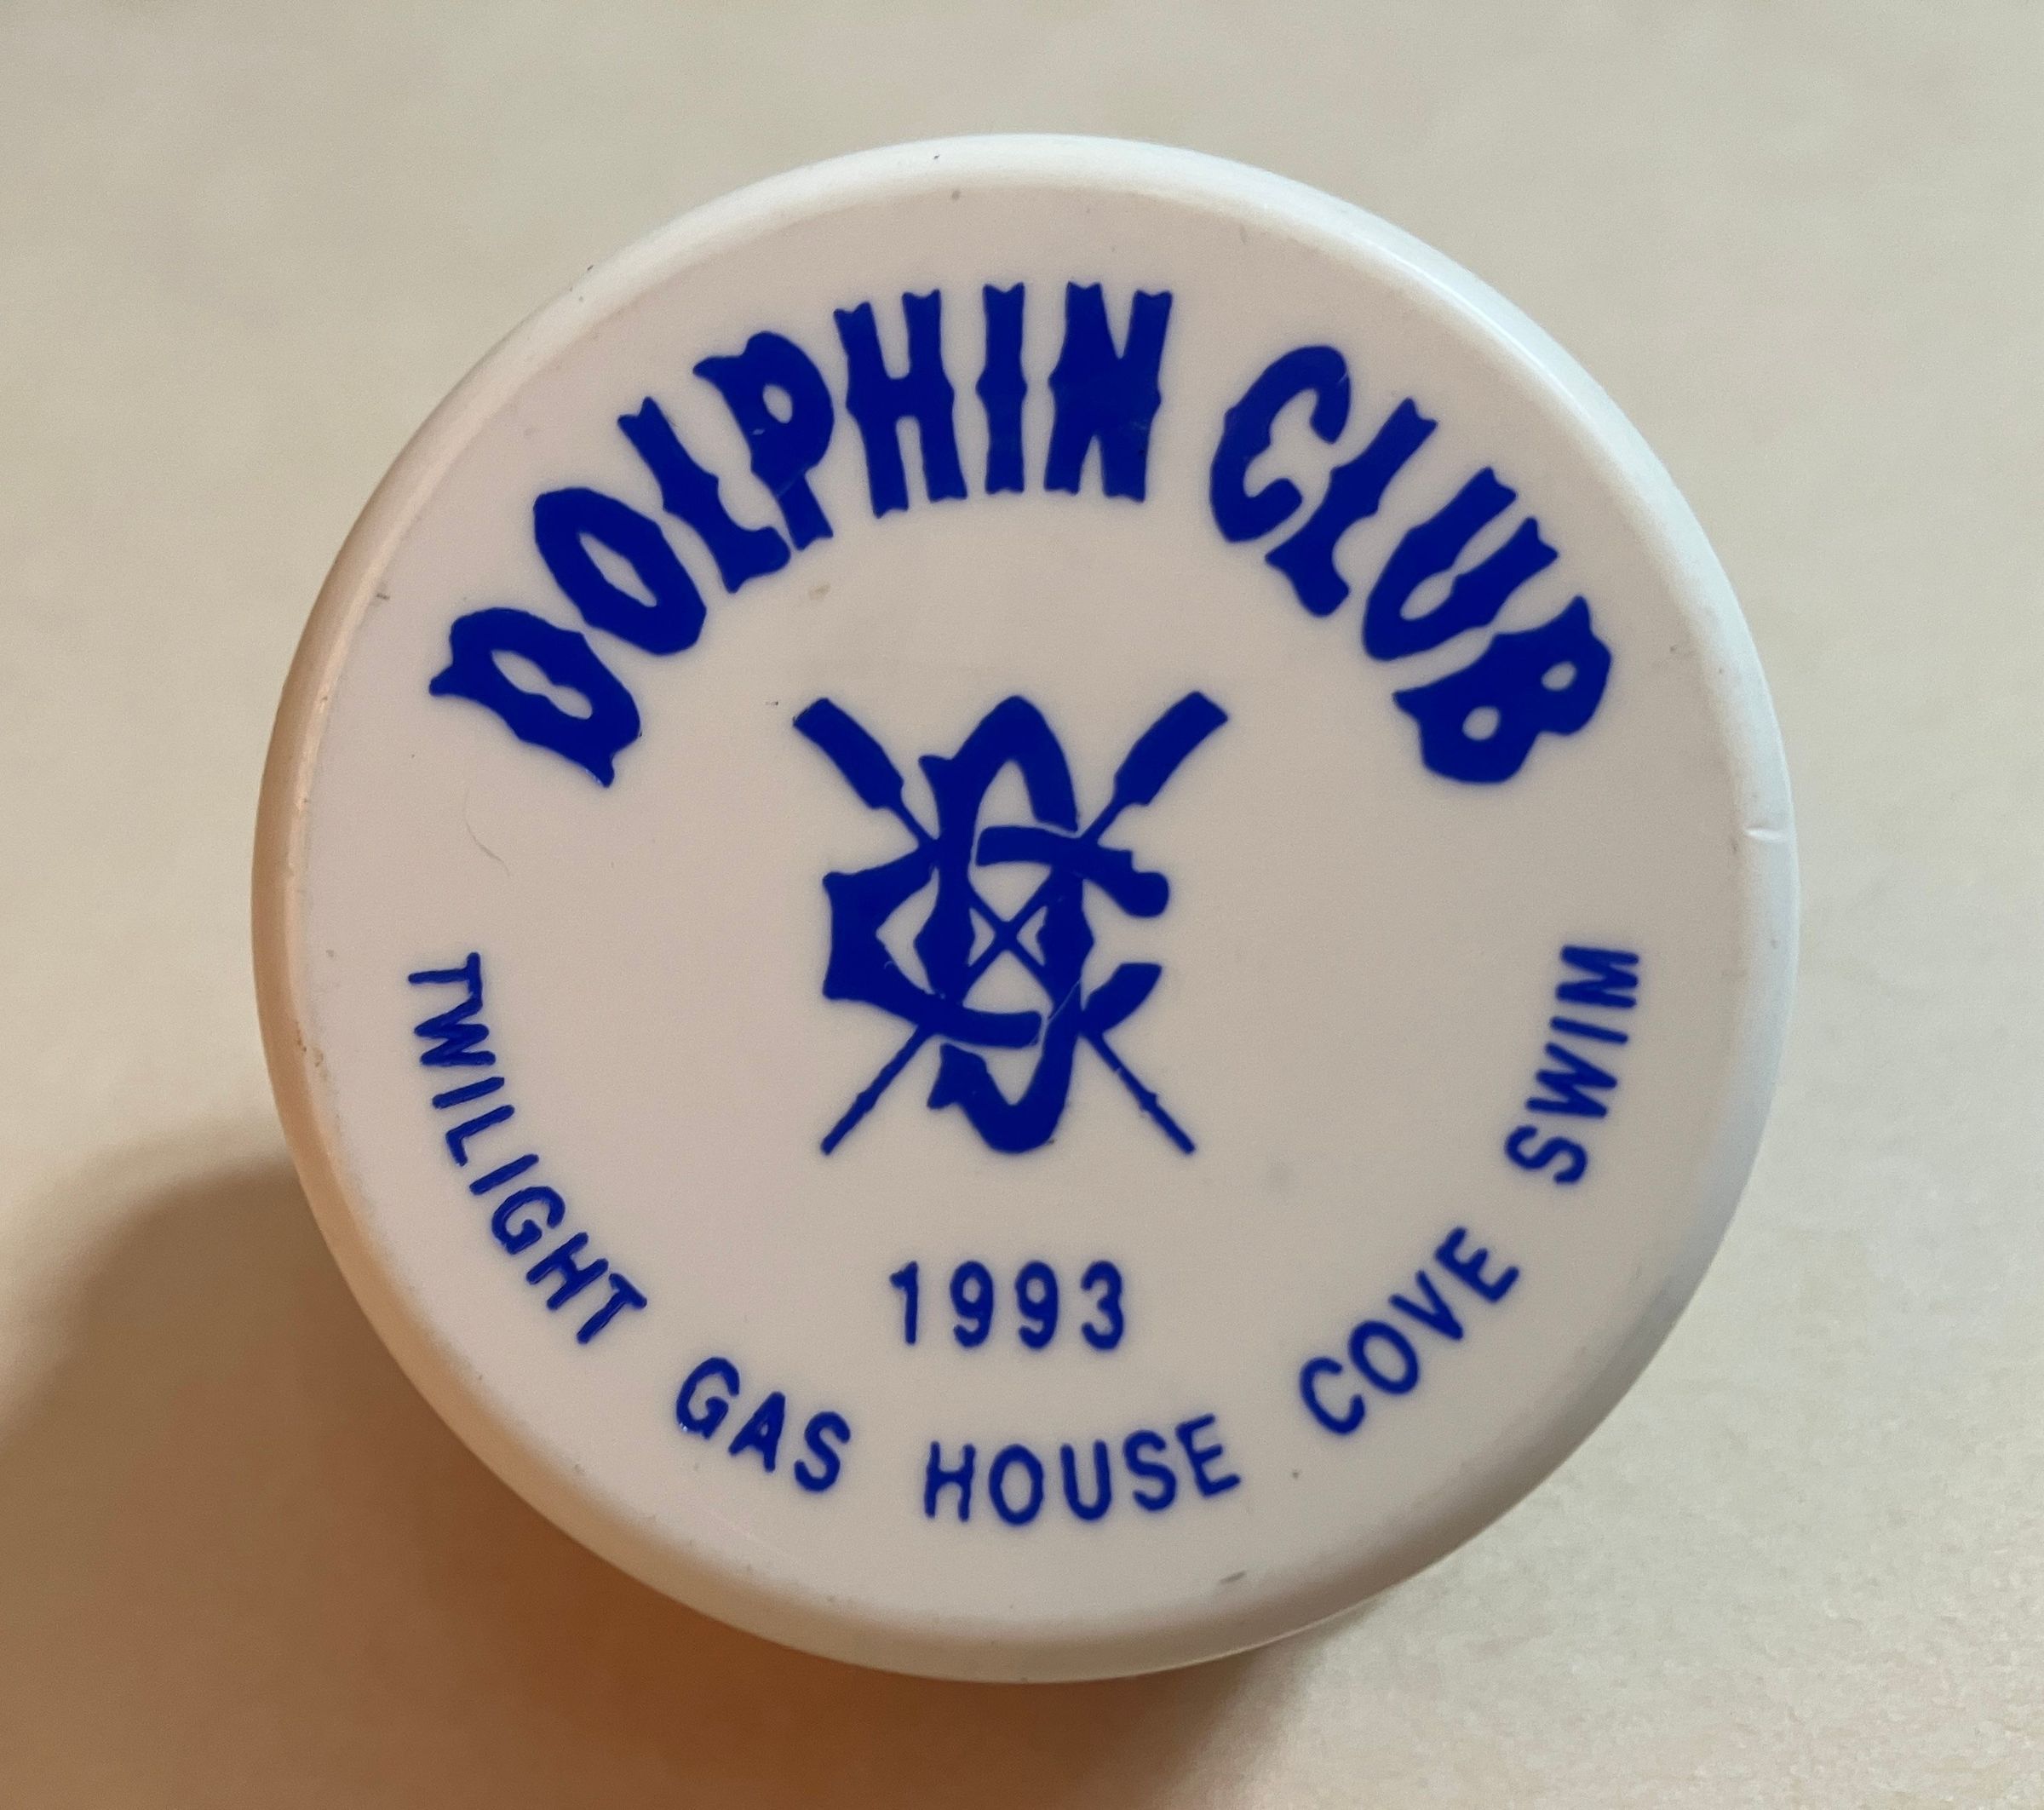 DOLPHIN CLUB
1993
TWILIGHT GAS HOUSE COVE SWIM